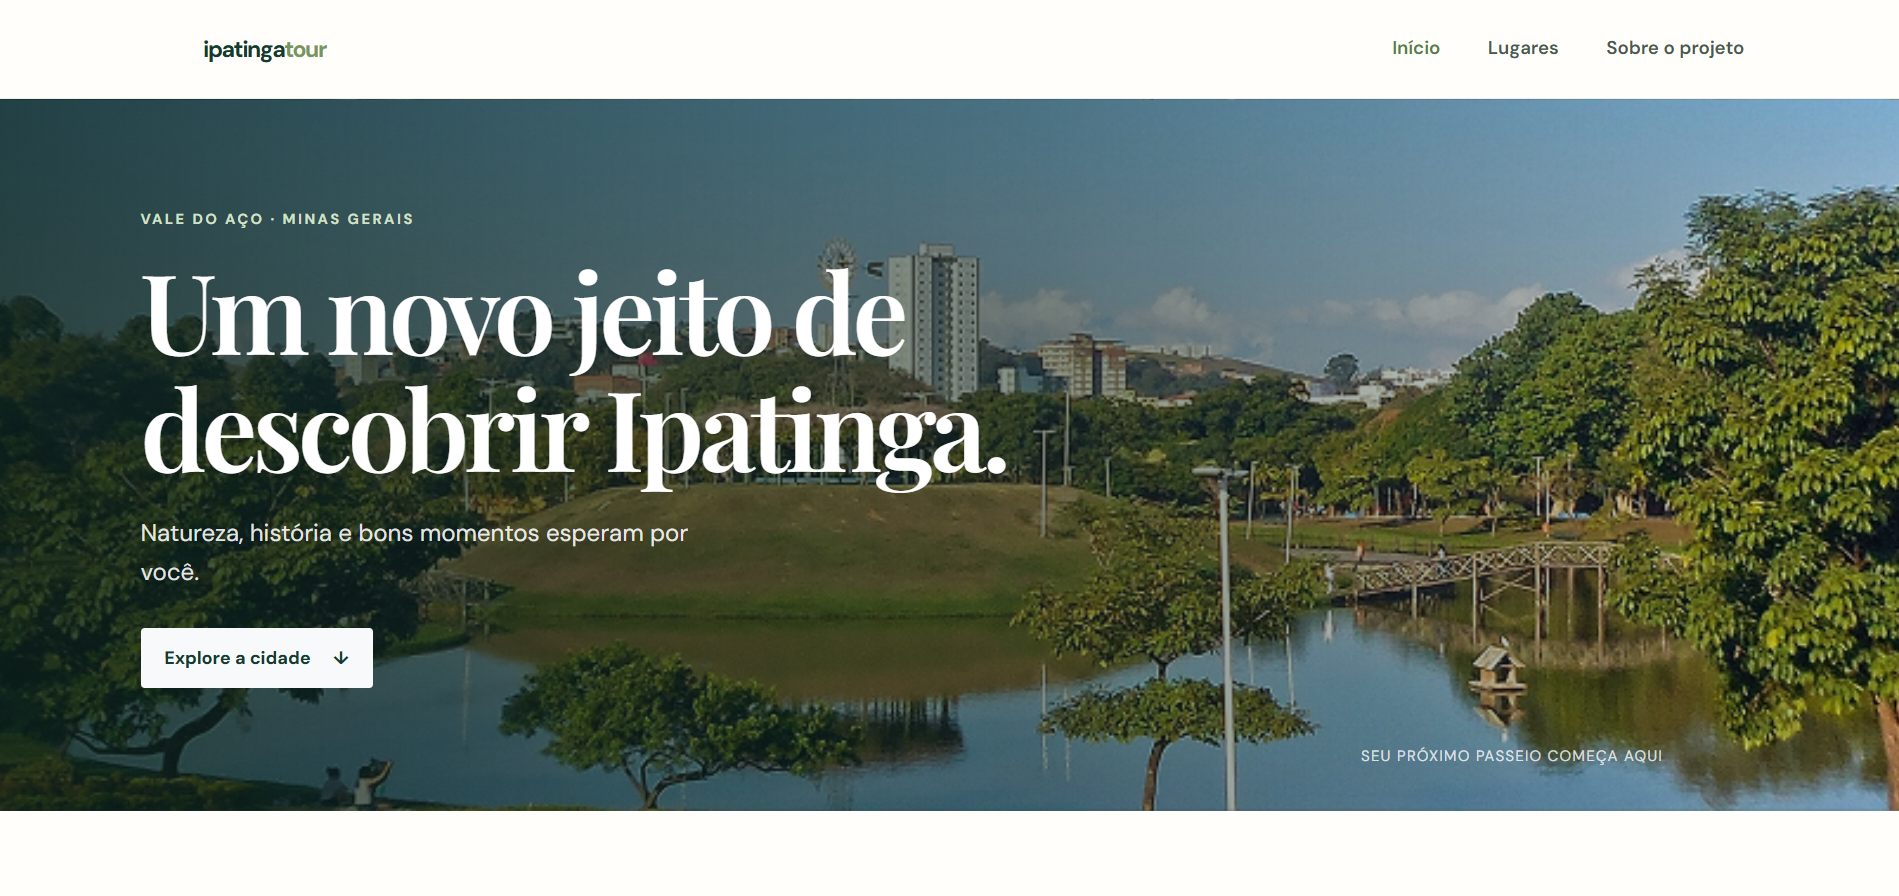 ipatingatour
Início
Lugares
Sobre o projeto
VALE DO AÇO · MINAS GERAIS
Um novo jeito de
descobrir Ipatinga.
Natureza, história e bons momentos esperam por
você.
Explore a cidade ↓
SEU PRÓXIMO PASSEIO COMEÇA AQUI